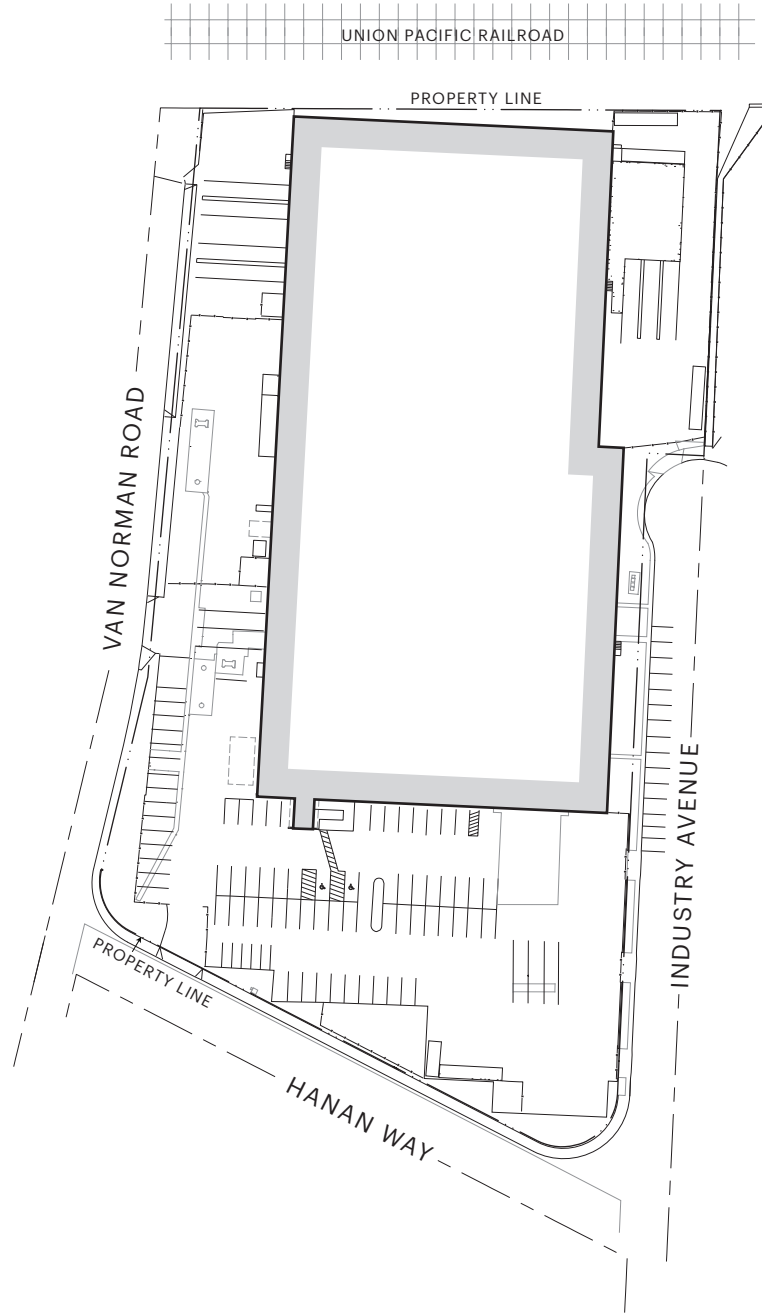 UNION PACIFIC RAILROAD
PROPERTY LINE
VAN NORMAN ROAD
INDUSTRY AVENUE
PROPERTY LINE
HANAN WAY